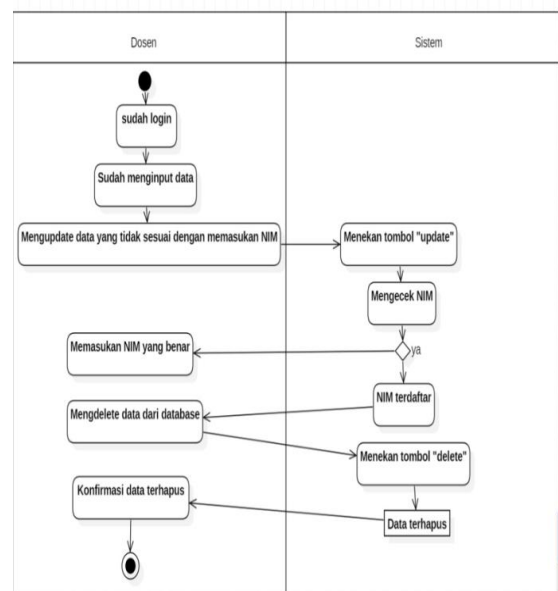 Dosen
Sistem
sudah login
Sudah menginput data
Mengupdate data yang tidak sesuai dengan memasukan NIM
Menekan tombol "update"
Mengecek NIM
ya
Memasukan NIM yang benar
NIM terdaftar
Mengdelete data dari database
Menekan tombol "delete"
Konfirmasi data terhapus
Data terhapus